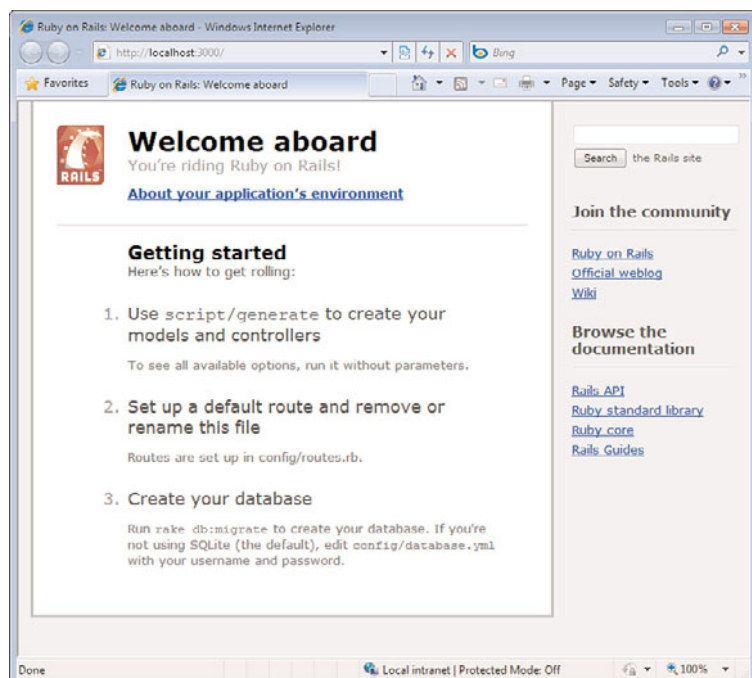 Ruby on Rails: Welcome aboard - Windows Internet Explorer
http://localhost:3000/
Bing
Favorites
Ruby on Rails: Welcome aboard
Page
Safety
Tools
RAILS
Welcome aboard
You're riding Ruby on Rails!
About your application's environment
Getting started
Here's how to get rolling:
1. Use script/generate to create your
models and controllers
To see all available options, run it without parameters.
2. Set up a default route and remove or
rename this file
Routes are set up in config/routes.rb.
3. Create your database
Run rake db:migrate to create your database. If you're
not using SQLite (the default), edit config/database.yml
with your username and password.
Search the Rails site
Join the community
Ruby on Rails
Official weblog
Wiki
Browse the
documentation
Rails API
Ruby standard library
Ruby core
Rails Guides
Done
Local intranet | Protected Mode: Off
100%